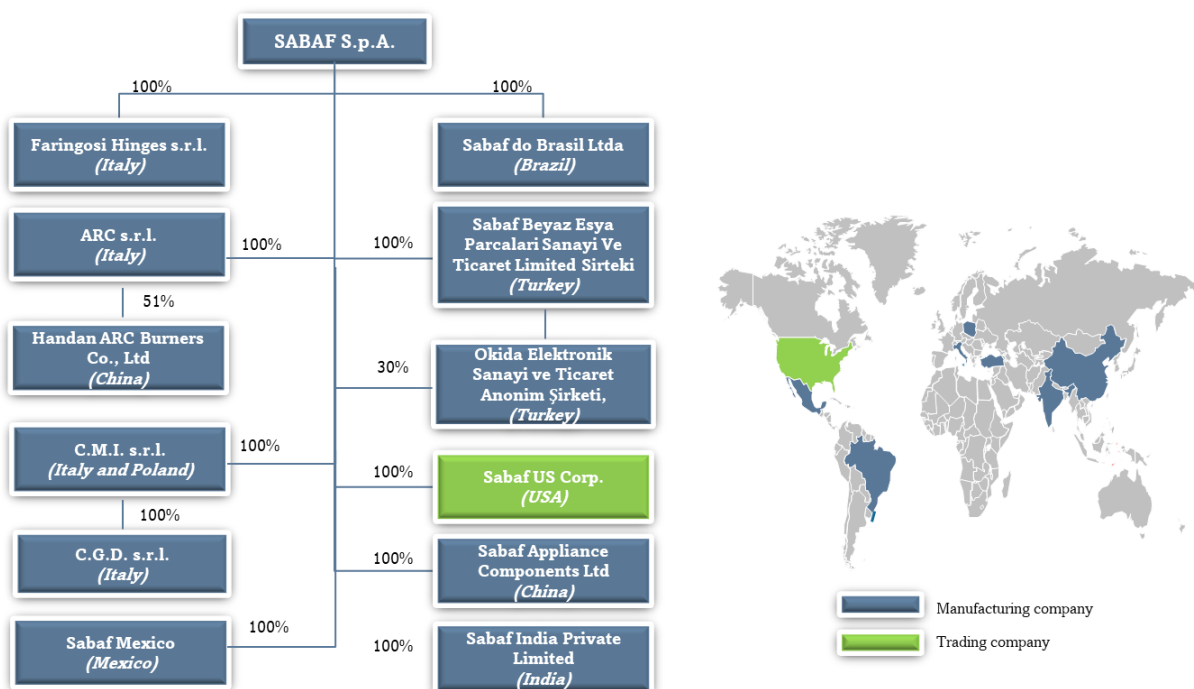 SABAF S.p.A.
100%
100%
Faringosi Hinges s.r.l.
(Italy)
Sabaf do Brasil Ltda
(Brazil)
ARC s.r.l.
(Italy)
100%
100%
Sabaf Beyaz Esya
Parcalari Sanayi Ve
Ticaret Limited Sirteki
(Turkey)
51%
Handan ARC Burners
Co., Ltd
(China)
30%
Okida Elektronik
Sanayi ve Ticaret
Anonim Şirketi,
(Turkey)
C.M.I. s.r.l.
(Italy and Poland)
100%
100%
Sabaf US Corp.
(USA)
100%
C.G.D. s.r.l.
(Italy)
100%
Sabaf Appliance
Components Ltd
(China)
Sabaf Mexico
(Mexico)
100%
100%
Sabaf India Private
Limited
(India)
Manufacturing company
Trading company